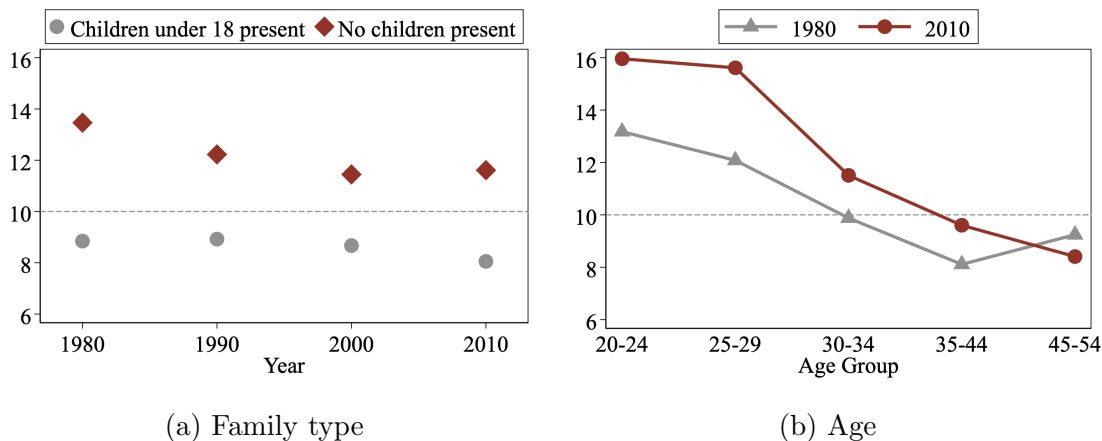 Children under 18 present No children present
16
14
12
10
8
6
1980 1990 2000 2010
Year
(a) Family type
1980 2010
16
14
12
10
8
6
20-24 25-29 30-34 35-44 45-54
Age Group
(b) Age